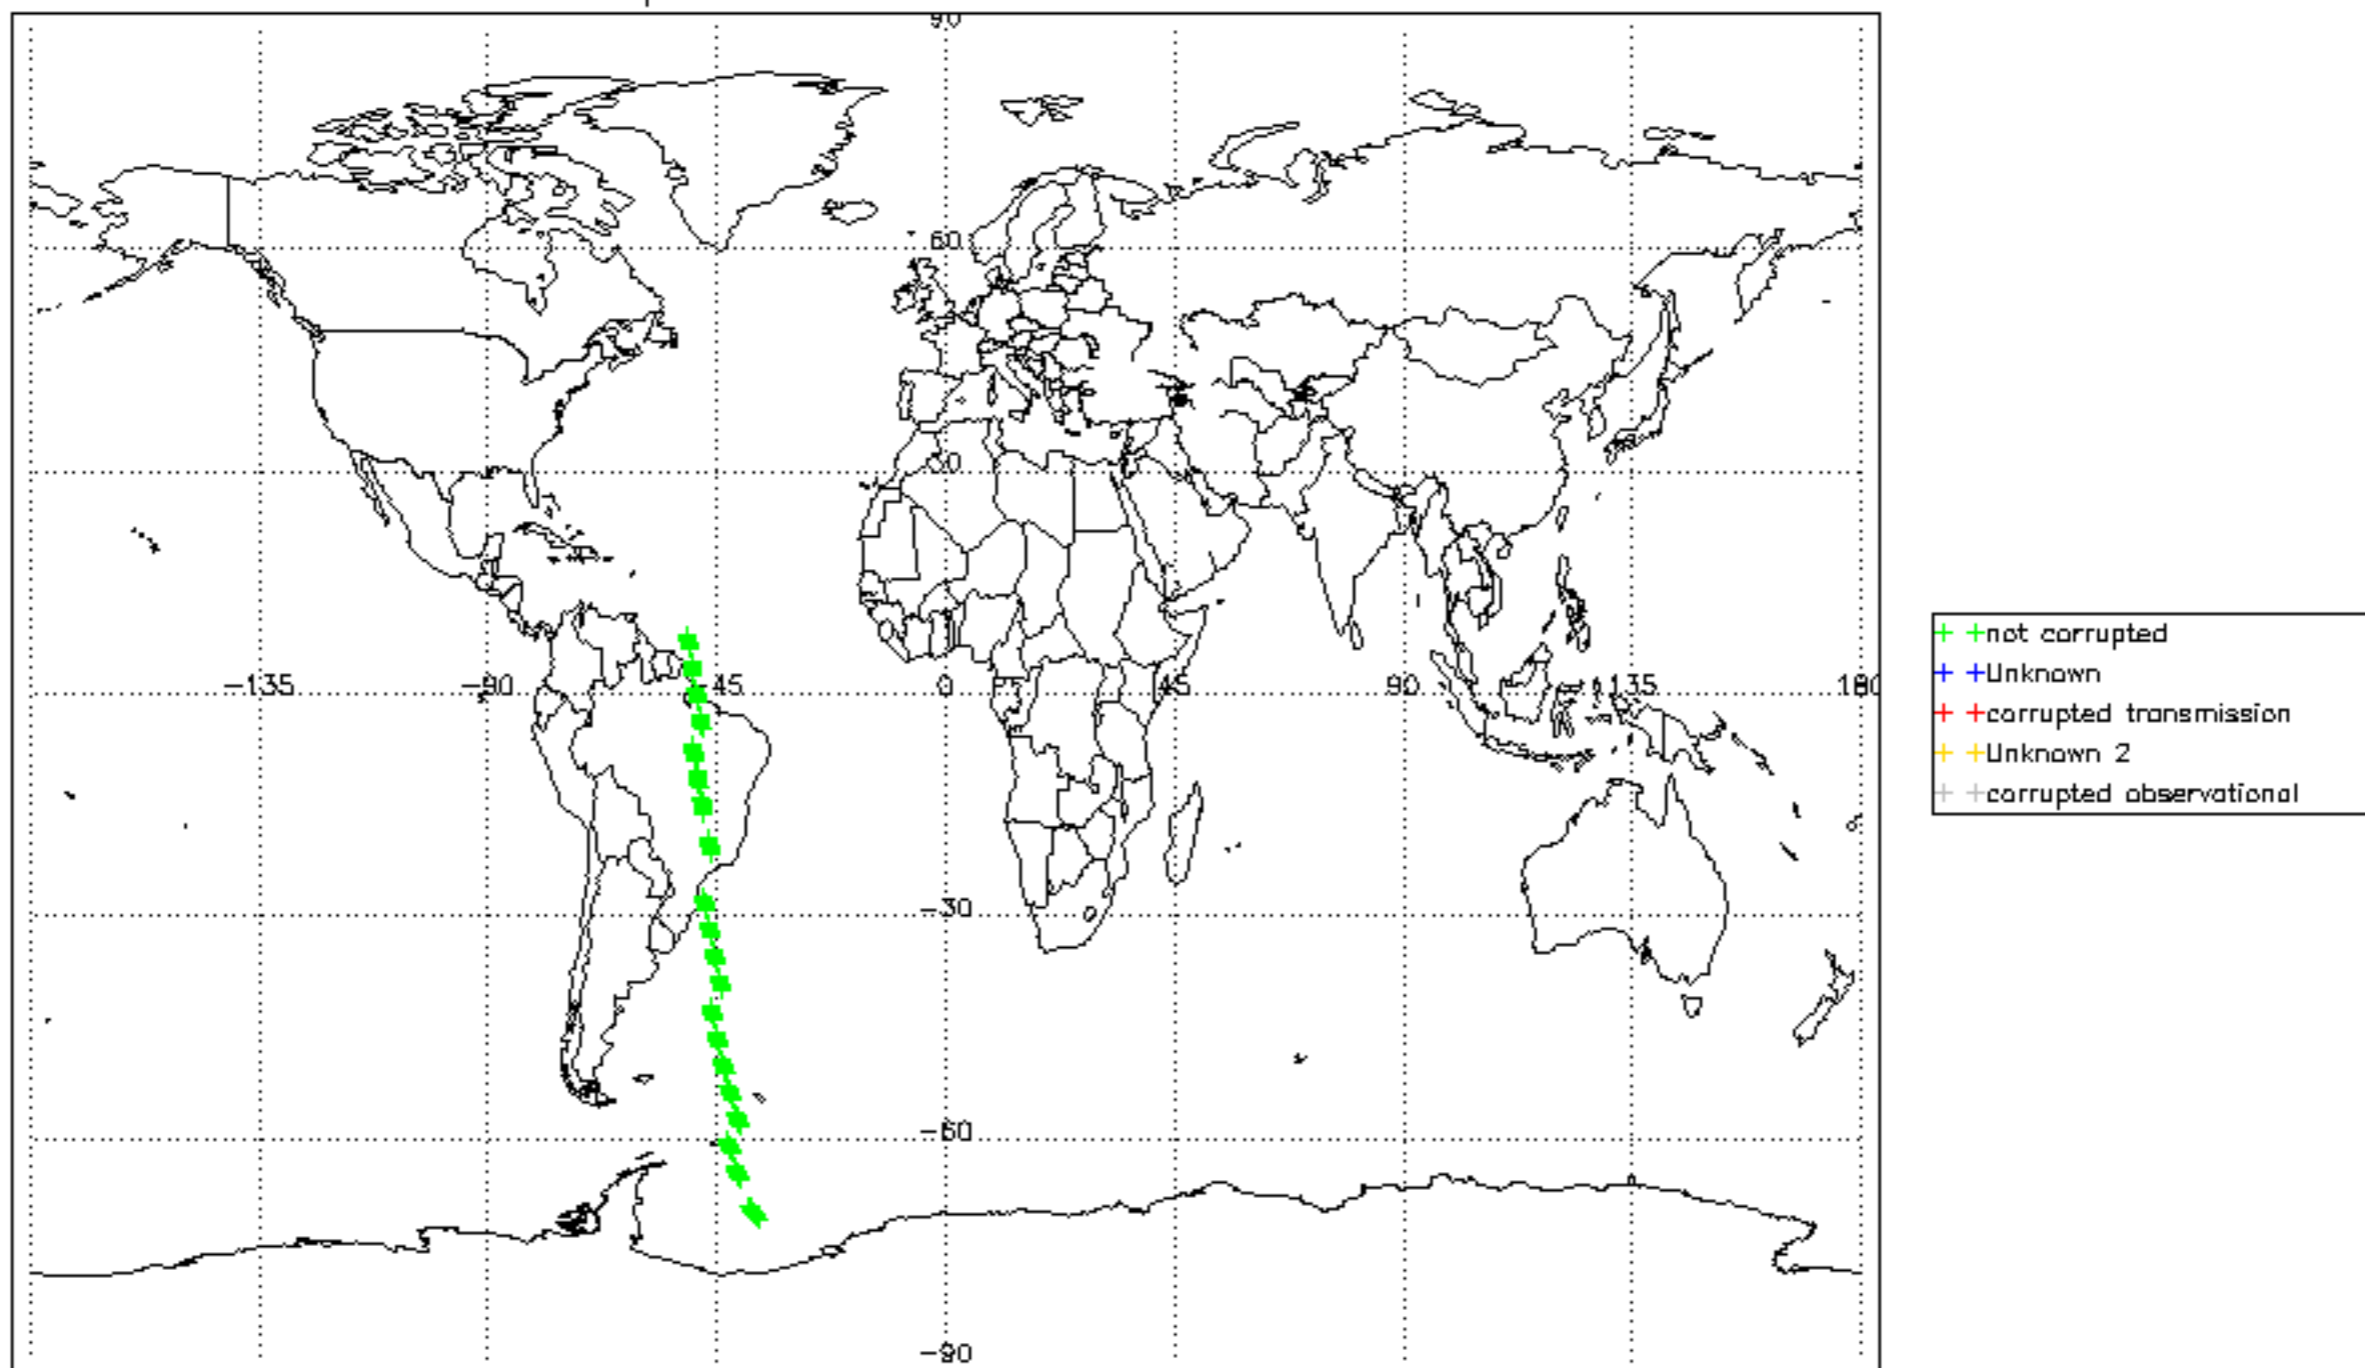 90
60
30
-135 -90 -45 0 45 90 135 180
-30
-60
-90
not corrupted
Unknown
corrupted transmission
Unknown 2
corrupted observational